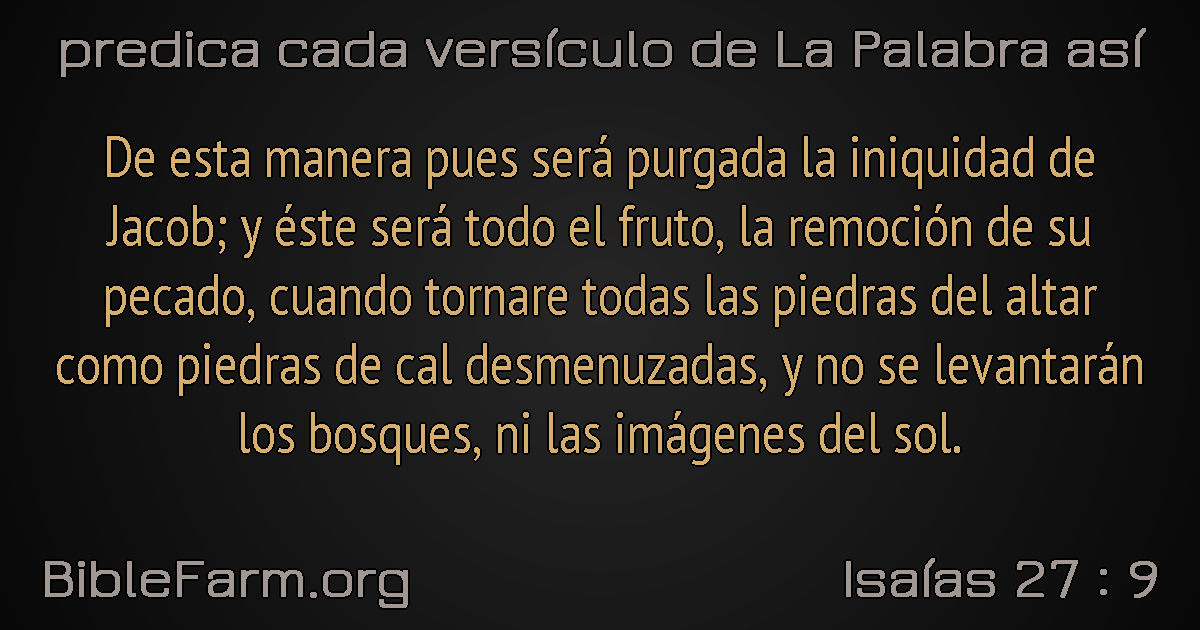 predica cada versículo de La Palabra así
De esta manera pues será purgada la iniquidad de
Jacob; y éste será todo el fruto, la remoción de su
pecado, cuando tornare todas las piedras del altar
como piedras de cal desmenuzadas, y no se levantarán
los bosques, ni las imágenes del sol.
BibleFarm.org
Isaías 27 : 9